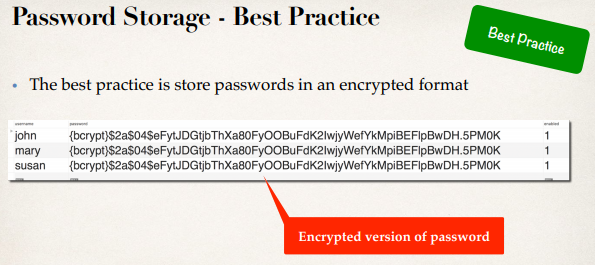 Password Storage - Best Practice
Best Practice
The best practice is store passwords in an encrypted format
username password enabled
john {bcrypt}$2a$04$eFytJDGtjbThXa80FyOOBuFdK2IwjyWefYkMpiBEFlpBwDH.5PM0K 1
mary {bcrypt}$2a$04$eFytJDGtjbThXa80FyOOBuFdK2IwjyWefYkMpiBEFlpBwDH.5PM0K 1
susan {bcrypt}$2a$04$eFytJDGtjbThXa80FyOOBuFdK2IwjyWefYkMpiBEFlpBwDH.5PM0K 1
Encrypted version of password